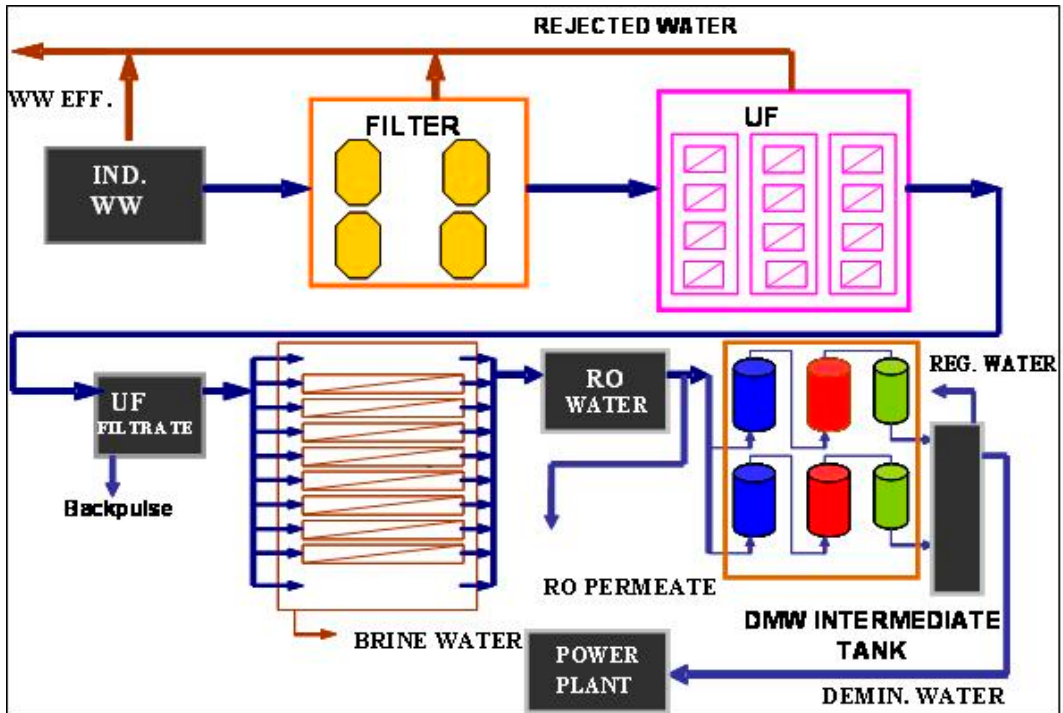 REJECTED WATER
WW EFF.
FILTER
UF
IND.
WW
UF
FILTRATE
Backpulse
RO
WATER
REG. WATER
RO PERMEATE
BRINE WATER
DMW INTERMEDIATE
TANK
POWER
PLANT
DEMIN. WATER